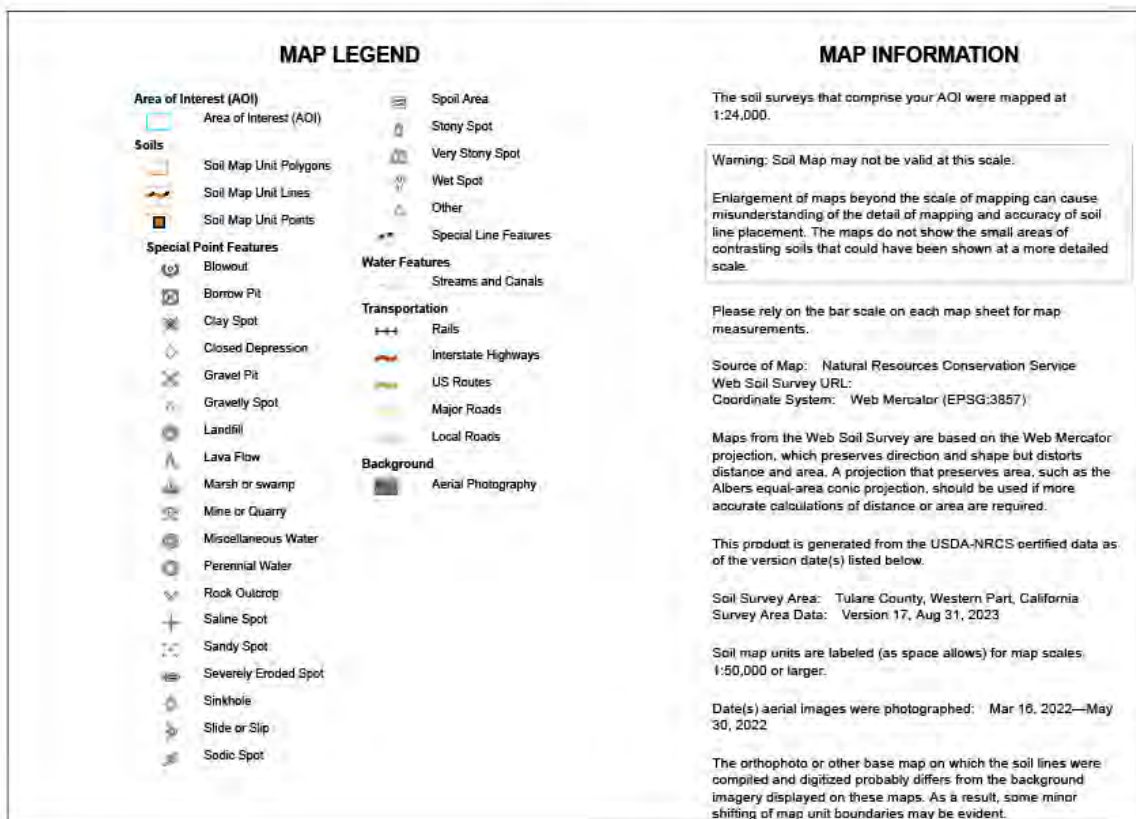 MAP LEGEND
Area of Interest (AOI)
Area of Interest (AOI)
Soils
Soil Map Unit Polygons
Soil Map Unit Lines
Soil Map Unit Points
Special Point Features
Blowout
Borrow Pit
Clay Spot
Closed Depression
Gravel Pit
Gravelly Spot
Landfill
Lava Flow
Marsh or swamp
Mine or Quarry
Miscellaneous Water
Perennial Water
Rock Outcrop
Saline Spot
Sandy Spot
Severely Eroded Spot
Sinkhole
Slide or Slip
Sodic Spot
Spoil Area
Stony Spot
Very Stony Spot
Wet Spot
Other
Special Line Features
Water Features
Streams and Canals
Transportation
Rails
Interstate Highways
US Routes
Major Roads
Local Roads
Background
Aerial Photography
MAP INFORMATION
The soil surveys that comprise your AOI were mapped at
1:24,000.
Warning: Soil Map may not be valid at this scale.
Enlargement of maps beyond the scale of mapping can cause
misunderstanding of the detail of mapping and accuracy of soil
line placement. The maps do not show the small areas of
contrasting soils that could have been shown at a more detailed
scale.
Please rely on the bar scale on each map sheet for map
measurements.
Source of Map: Natural Resources Conservation Service
Web Soil Survey URL:
Coordinate System: Web Mercator (EPSG:3857)
Maps from the Web Soil Survey are based on the Web Mercator
projection, which preserves direction and shape but distorts
distance and area. A projection that preserves area, such as the
Albers equal-area conic projection, should be used if more
accurate calculations of distance or area are required.
This product is generated from the USDA-NRCS certified data as
of the version date(s) listed below.
Soil Survey Area: Tulare County, Western Part, California
Survey Area Data: Version 17, Aug 31, 2023
Soil map units are labeled (as space allows) for map scales
1:50,000 or larger.
Date(s) aerial images were photographed: Mar 16, 2022—May
30, 2022
The orthophoto or other base map on which the soil lines were
compiled and digitized probably differs from the background
imagery displayed on these maps. As a result, some minor
shifting of map unit boundaries may be evident.